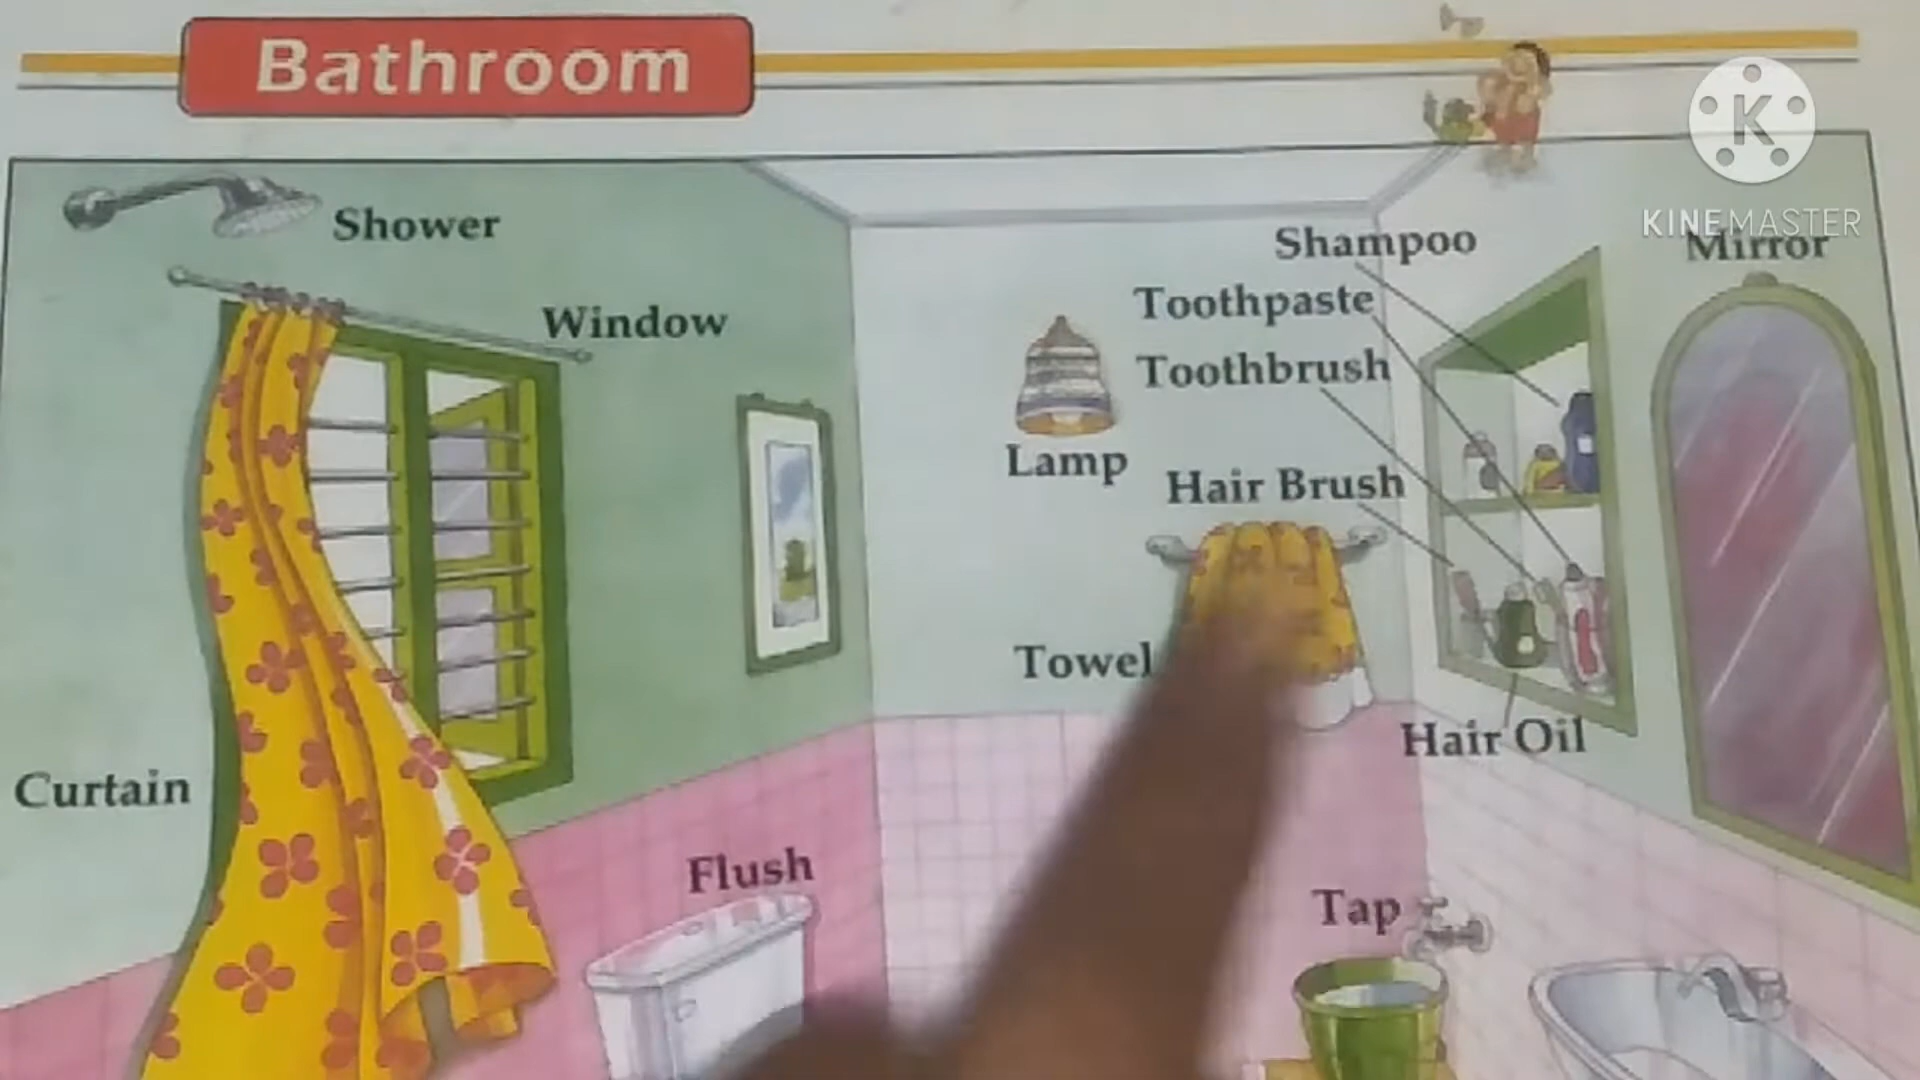 Bathroom
K
KINEMASTER
Shower
Shampoo
Mirror
Toothpaste
Window
Toothbrush
Lamp
Hair Brush
Towel
Hair Oil
Curtain
Flush
Tap